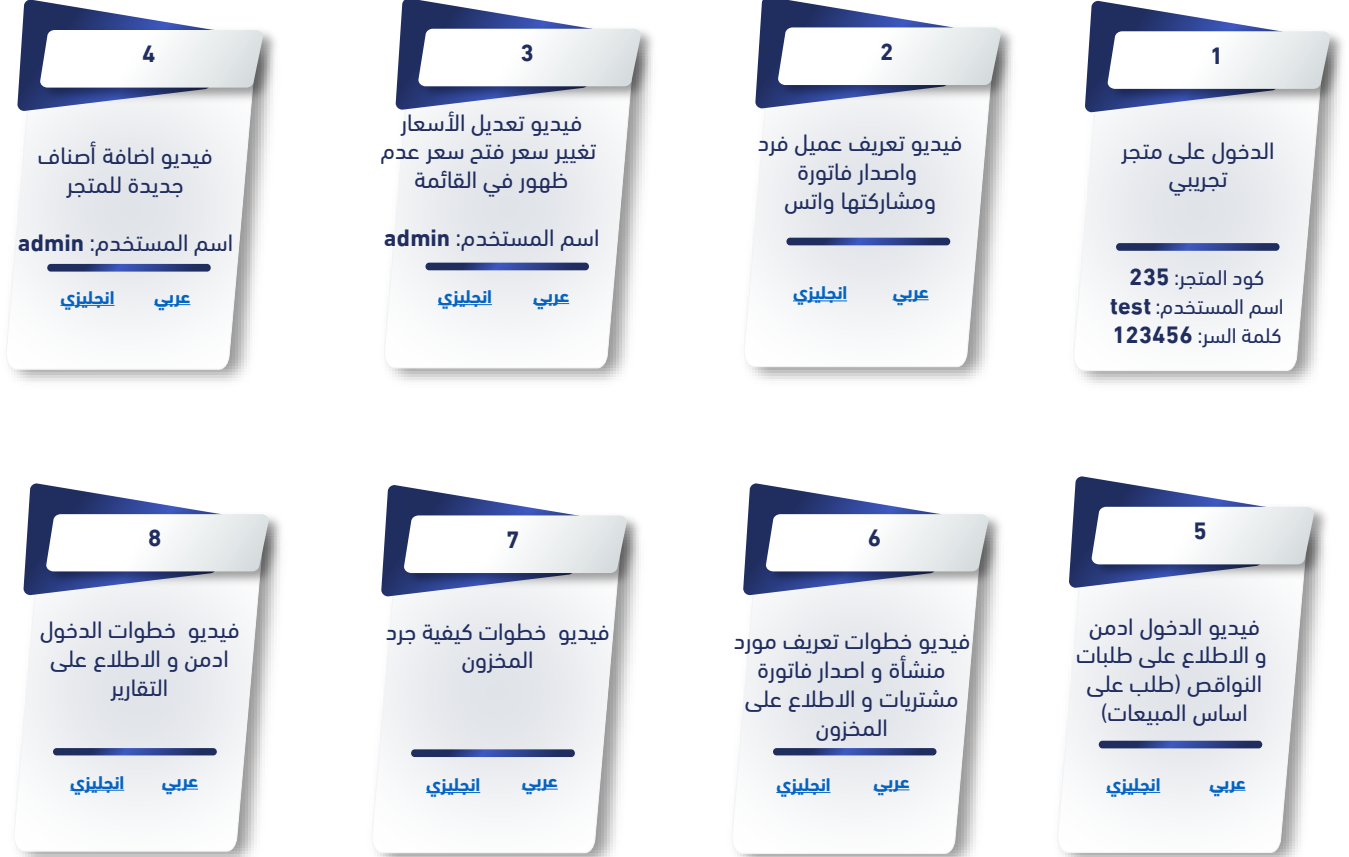 1
الدخول على متجر
تجريبي
كود المتجر: 235
اسم المستخدم: test
كلمة السر: 123456
2
فيديو تعريف عميل فرد
واصدار فاتورة
ومشاركتها واتس
عربي انجليزي
3
فيديو تعديل الأسعار
تغيير سعر فتح سعر عدم
ظهور في القائمة
اسم المستخدم: admin
عربي انجليزي
4
فيديو اضافة أصناف
جديدة للمتجر
اسم المستخدم: admin
عربي انجليزي
5
فيديو الدخول ادمن
و الاطلاع على طلبات
النواقص (طلب على
اساس المبيعات)
عربي انجليزي
6
فيديو خطوات تعريف مورد
منشأة و اصدار فاتورة
مشتريات و الاطلاع على
المخزون
عربي انجليزي
7
فيديو خطوات كيفية جرد
المخزون
عربي انجليزي
8
فيديو خطوات الدخول
ادمن و الاطلاع على
التقارير
عربي انجليزي